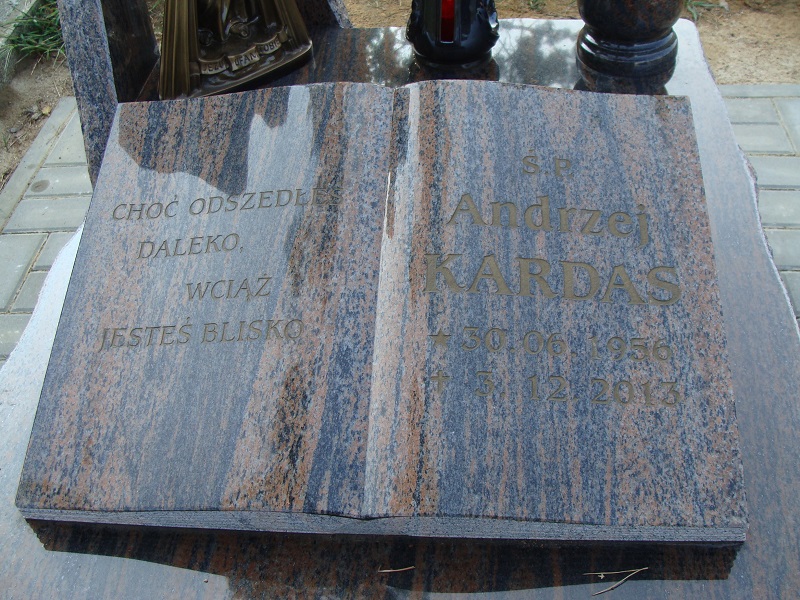 CHOĆ ODSZEDŁEŚ
DALEKO,
WCIĄŻ
JESTEŚ BLISKO
Ś.P.
Andrzej
KARDAS
★ 30.06.1956
✝ 3.12.2013